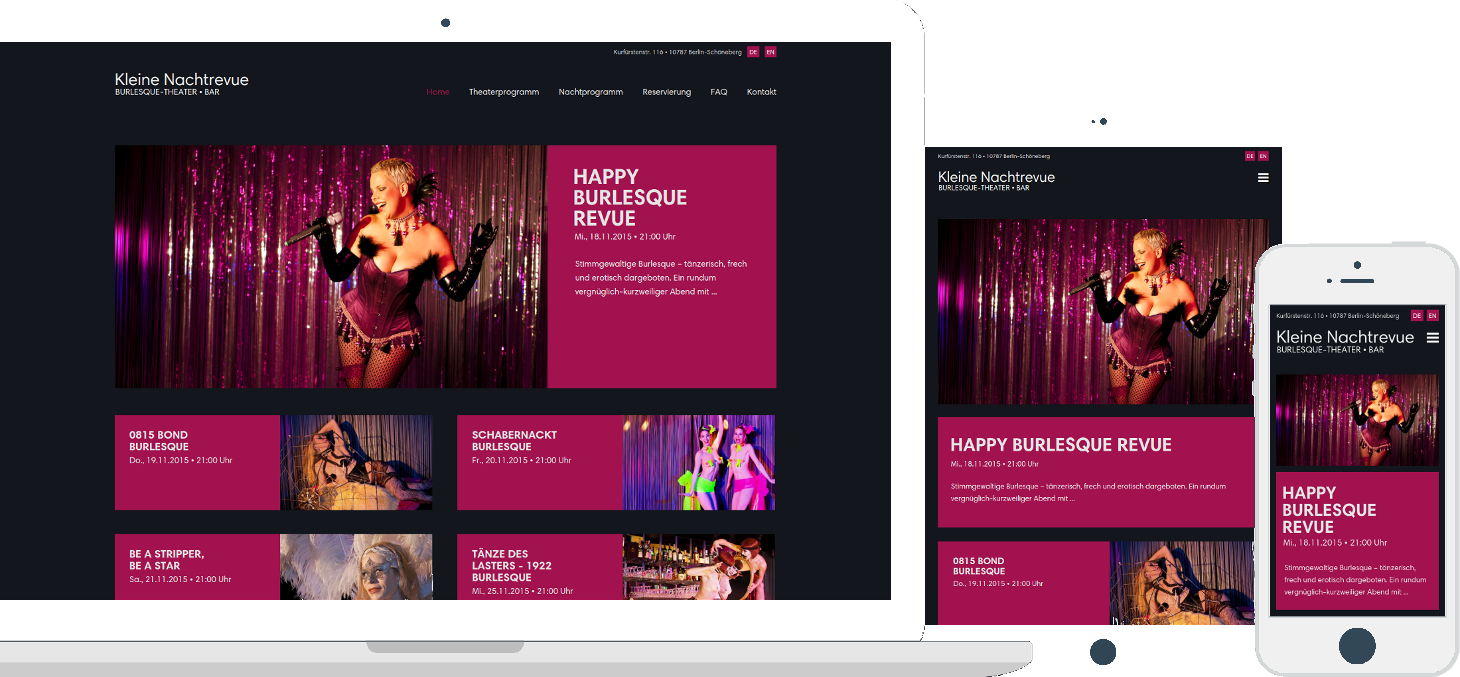 Kurfürstenstr. 116 • 10787 Berlin-Schöneberg DE EN
Kleine Nachtrevue
BURLESQUE-THEATER • BAR
Home Theaterprogramm Nachtprogramm Reservierung FAQ Kontakt
HAPPY
BURLESQUE
REVUE
Mi., 18.11.2015 • 21:00 Uhr
Stimmgewaltige Burlesque – tänzerisch, frech
und erotisch dargeboten. Ein rundum
vergnüglich-kurzweiliger Abend mit ...
0815 BOND
BURLESQUE
Do., 19.11.2015 • 21:00 Uhr
SCHABERNACKT
BURLESQUE
Fr., 20.11.2015 • 21:00 Uhr
BE A STRIPPER,
BE A STAR
Sa., 21.11.2015 • 21:00 Uhr
TÄNZE DES
LASTERS - 1922
BURLESQUE
Mi., 25.11.2015 • 21:00 Uhr
Kurfürstenstr. 116 • 10787 Berlin-Schöneberg DE EN
Kleine Nachtrevue
BURLESQUE-THEATER • BAR
HAPPY BURLESQUE REVUE
Mi., 18.11.2015 • 21:00 Uhr
Stimmgewaltige Burlesque – tänzerisch, frech und erotisch dargeboten. Ein rundum
vergnüglich-kurzweiliger Abend mit ...
0815 BOND
BURLESQUE
Do., 19.11.2015 • 21:00 Uhr
Kurfürstenstr. 116 • 10787 Berlin-Schöneberg DE EN
Kleine Nachtrevue
BURLESQUE-THEATER • BAR
HAPPY
BURLESQUE
REVUE
Mi., 18.11.2015 • 21:00 Uhr
Stimmgewaltige Burlesque – tänzerisch,
frech und erotisch dargeboten. Ein rundum
vergnüglich-kurzweiliger Abend mit ...